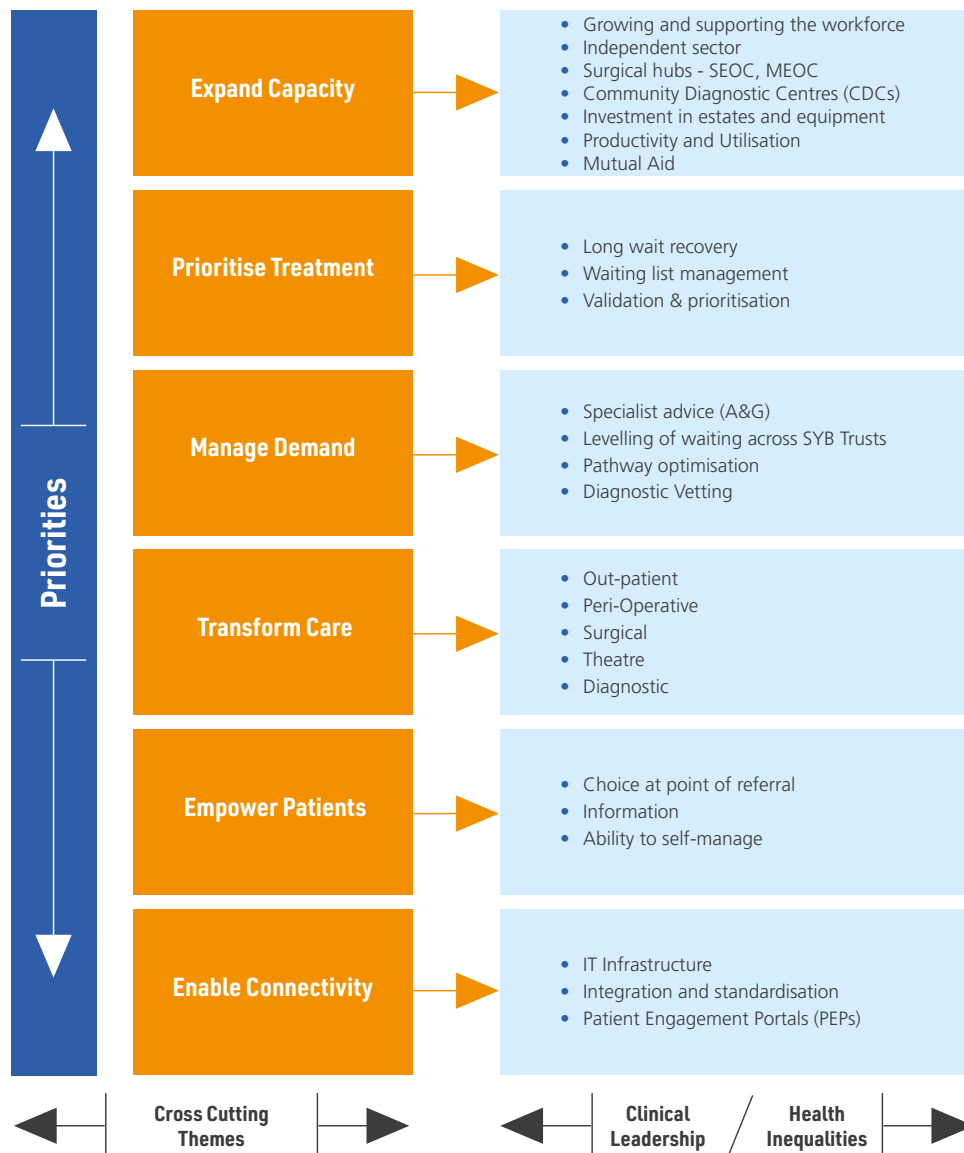 Priorities
Expand Capacity
• Growing and supporting the workforce
• Independent sector
• Surgical hubs - SEOC, MEOC
• Community Diagnostic Centres (CDCs)
• Investment in estates and equipment
• Productivity and Utilisation
• Mutual Aid
Prioritise Treatment
• Long wait recovery
• Waiting list management
• Validation & prioritisation
Manage Demand
• Specialist advice (A&G)
• Levelling of waiting across SYB Trusts
• Pathway optimisation
• Diagnostic Vetting
Transform Care
• Out-patient
• Peri-Operative
• Surgical
• Theatre
• Diagnostic
Empower Patients
• Choice at point of referral
• Information
• Ability to self-manage
Enable Connectivity
• IT Infrastructure
• Integration and standardisation
• Patient Engagement Portals (PEPs)
Cross Cutting
Themes
Clinical
Leadership
Health
Inequalities